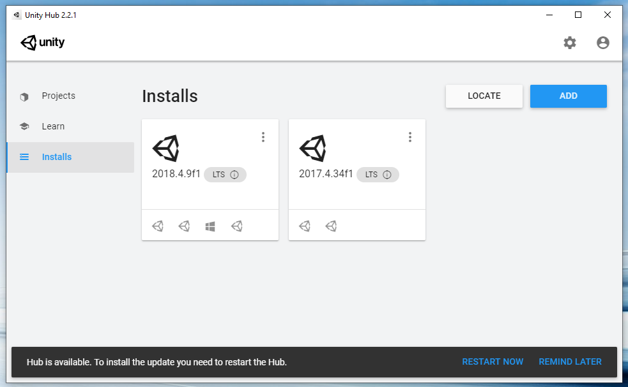 Unity Hub 2.2.1
unity
Projects
Learn
Installs
Installs
LOCATE
ADD
2018.4.9f1 LTS
2017.4.34f1 LTS
Hub is available. To install the update you need to restart the Hub.
RESTART NOW
REMIND LATER